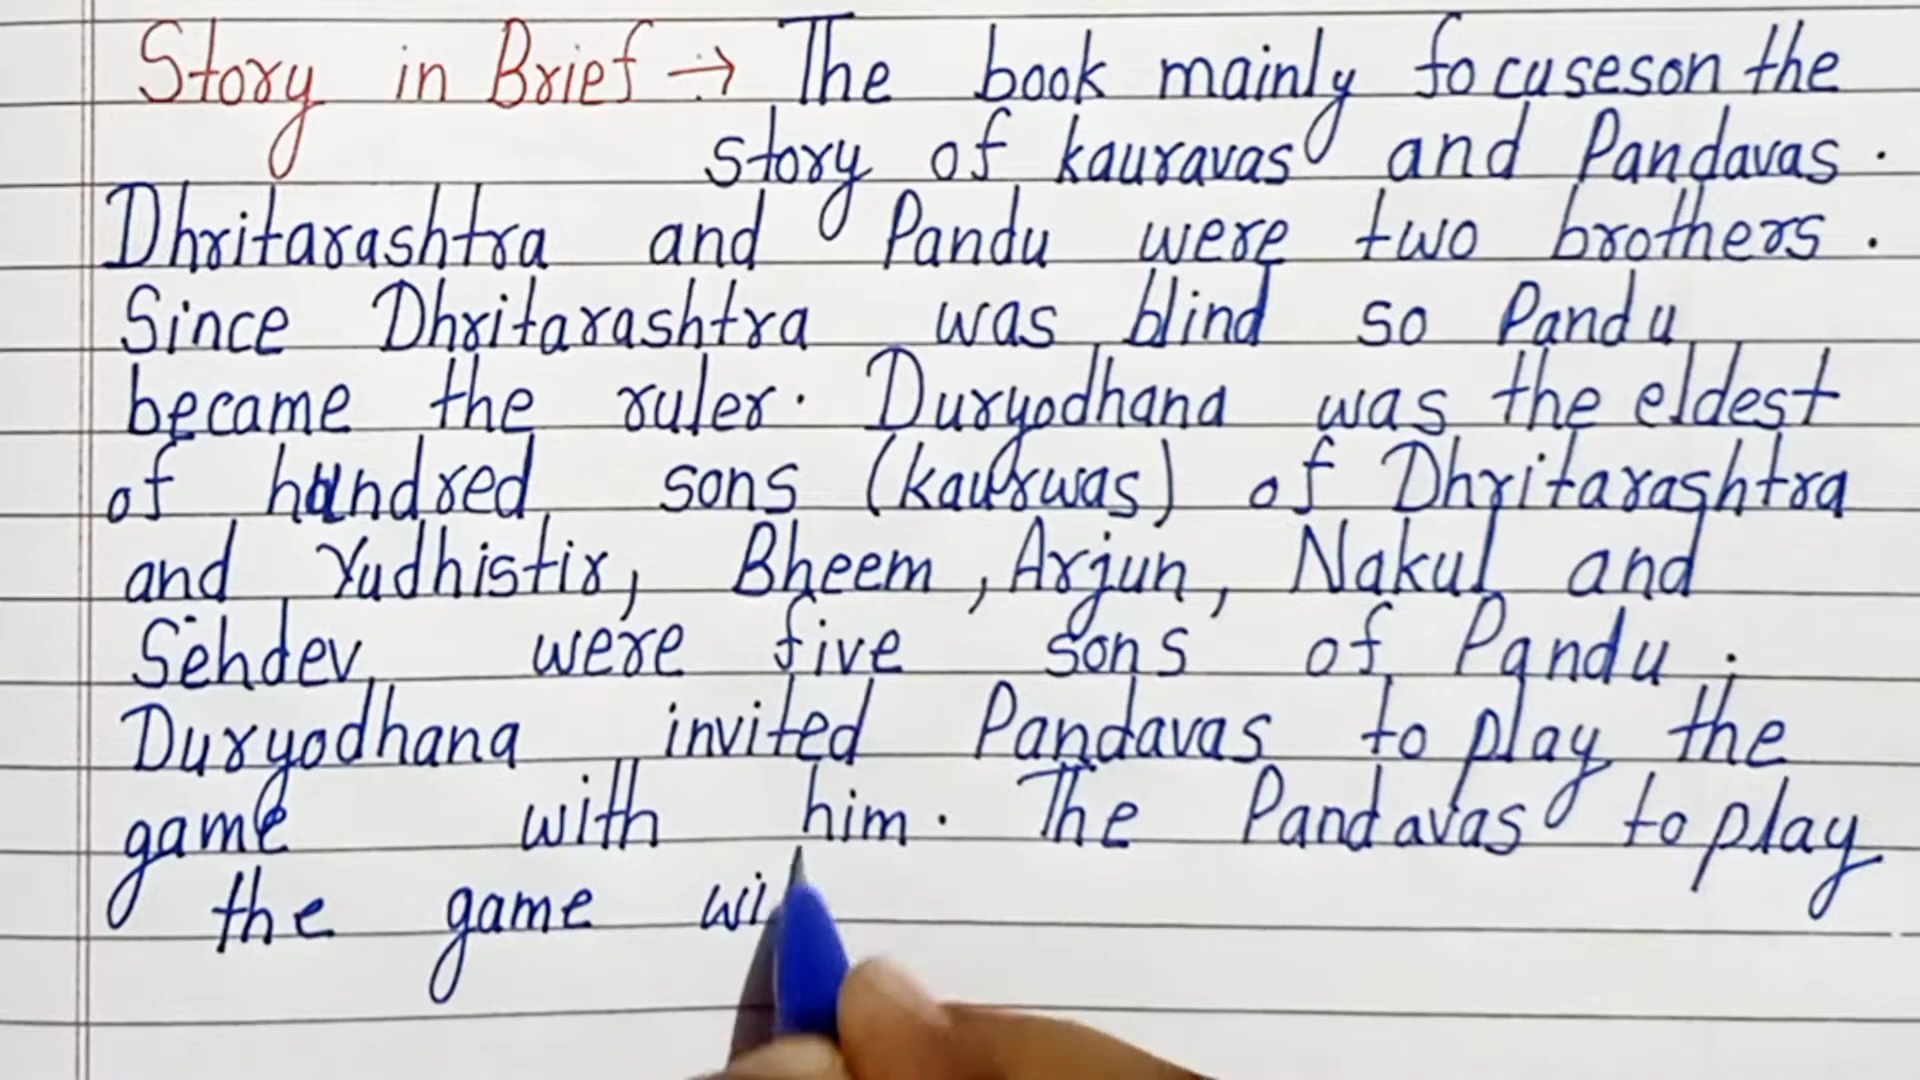 Story in Brief → The book mainly focuseson the
story of kauravas and Pandavas.
Dhritarashtra and Pandu were two brothers.
Since Dhritarashtra was blind so Pandu
became the ruler. Duryodhana was the eldest
of hundred sons (kaurwas) of Dhritarashtra
and Yudhistir, Bheem, Arjun, Nakul and
Sehdev were five sons of Pandu.
Duryodhana invited Pandavas to play the
game with him. The Pandavas to play
the game wi